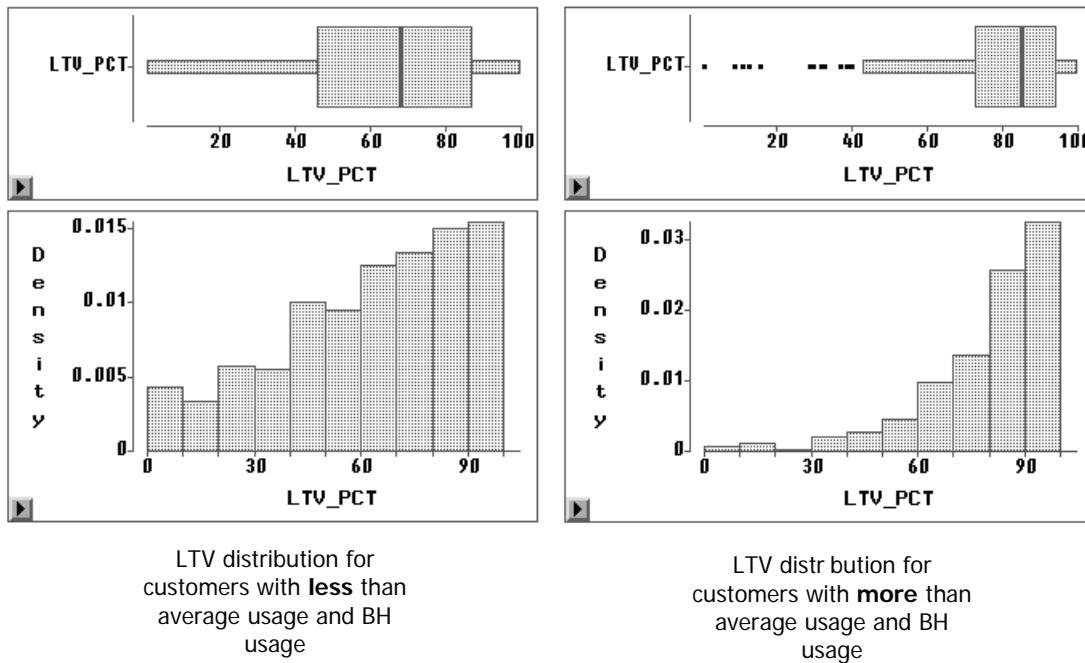 LTV_PCT
20 40 60 80 100
LTV_PCT
LTV_PCT
20 40 60 80 100
LTV_PCT
Density
0.015
0.01
0.005
0
0 30 60 90
LTV_PCT
Density
0.03
0.02
0.01
0
0 30 60 90
LTV_PCT
LTV distribution for
customers with less than
average usage and BH
usage
LTV distr bution for
customers with more than
average usage and BH
usage